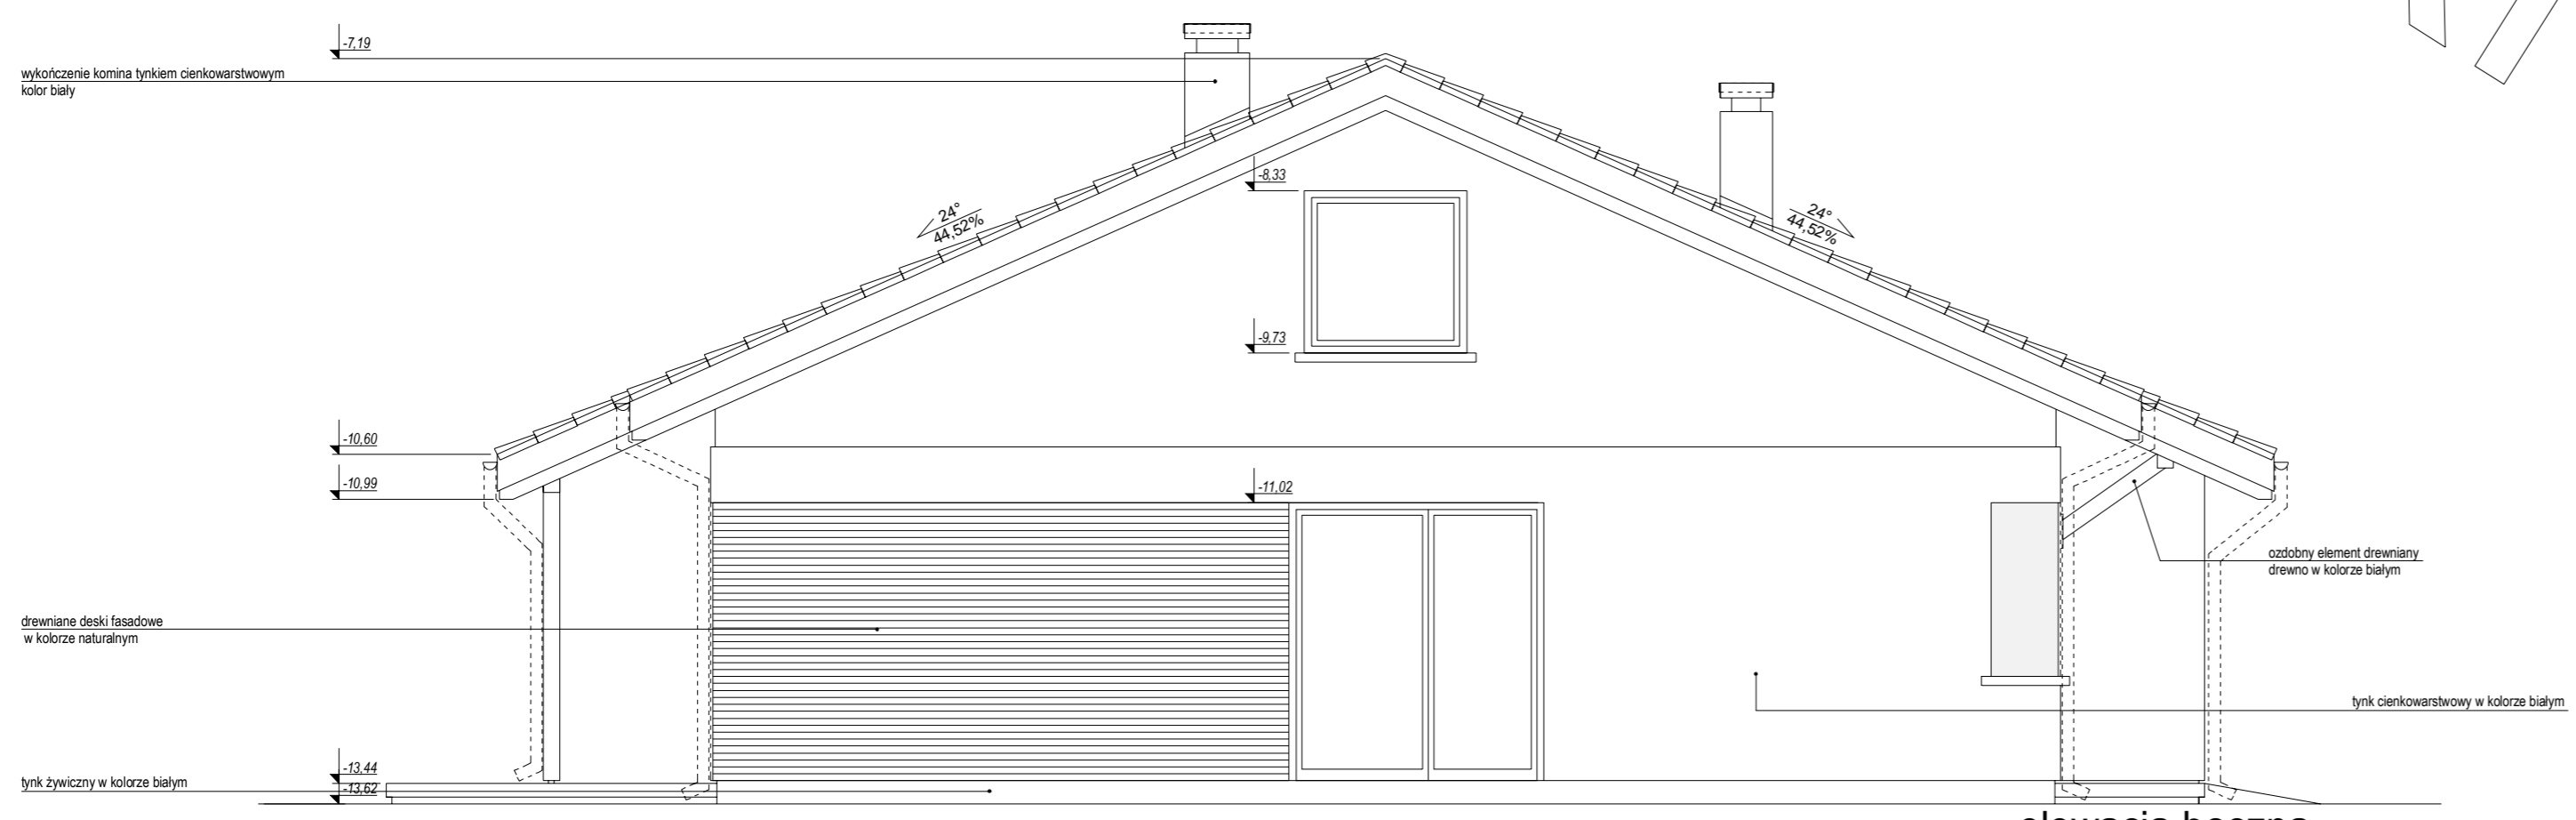 -7,19
wykończenie komina tynkiem cienkowarstwowym
kolor biały
-8,33
24°
44,52%
24°
44,52%
-9,73
-10,60
-10,99
-11,02
ozdobny element drewniany
drewno w kolorze białym
drewniane deski fasadowe
w kolorze naturalnym
tynk cienkowarstwowy w kolorze białym
-13,44
tynk żywiczny w kolorze białym
-13,62
elewacja boczna